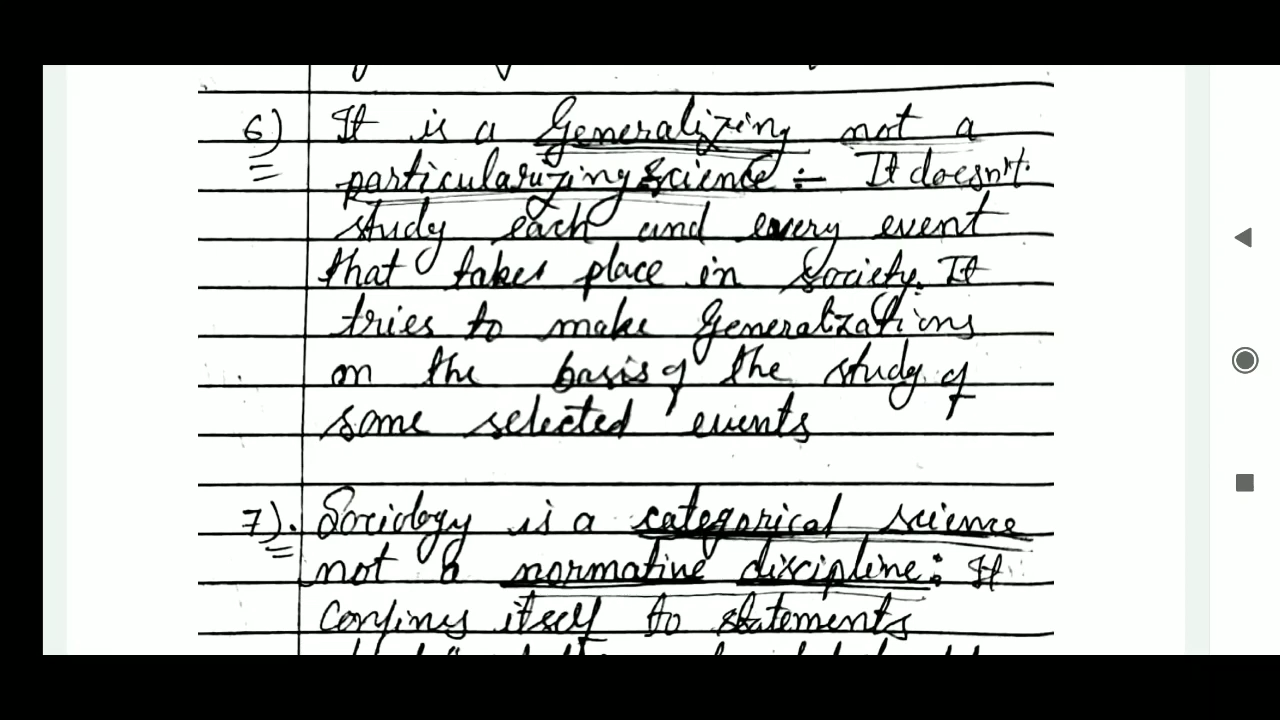 6) It is a Generalizing not a
particularizing science :- It doesn't
study each and every event
that takes place in society. It
tries to make Generalizations
on the basis of the study of
some selected events
7). Sociology is a categorical science
not a normative discipline: It
confines itself to statements